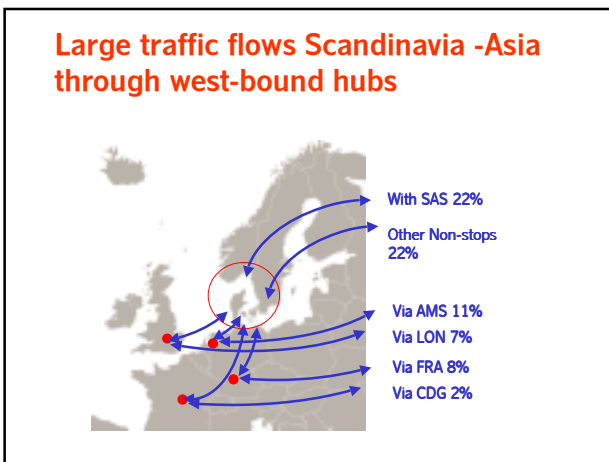 Large traffic flows Scandinavia -Asia
through west-bound hubs
With SAS 22%
Other Non-stops
22%
Via AMS 11%
Via LON 7%
Via FRA 8%
Via CDG 2%